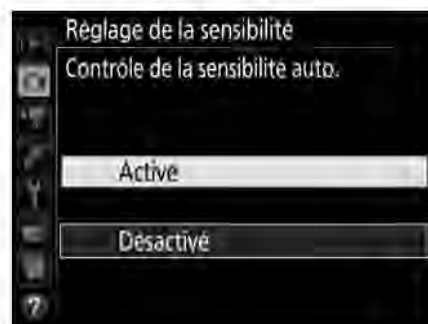 Réglage de la sensibilité
Contrôle de la sensibilité auto.
Activé
Désactivé
?